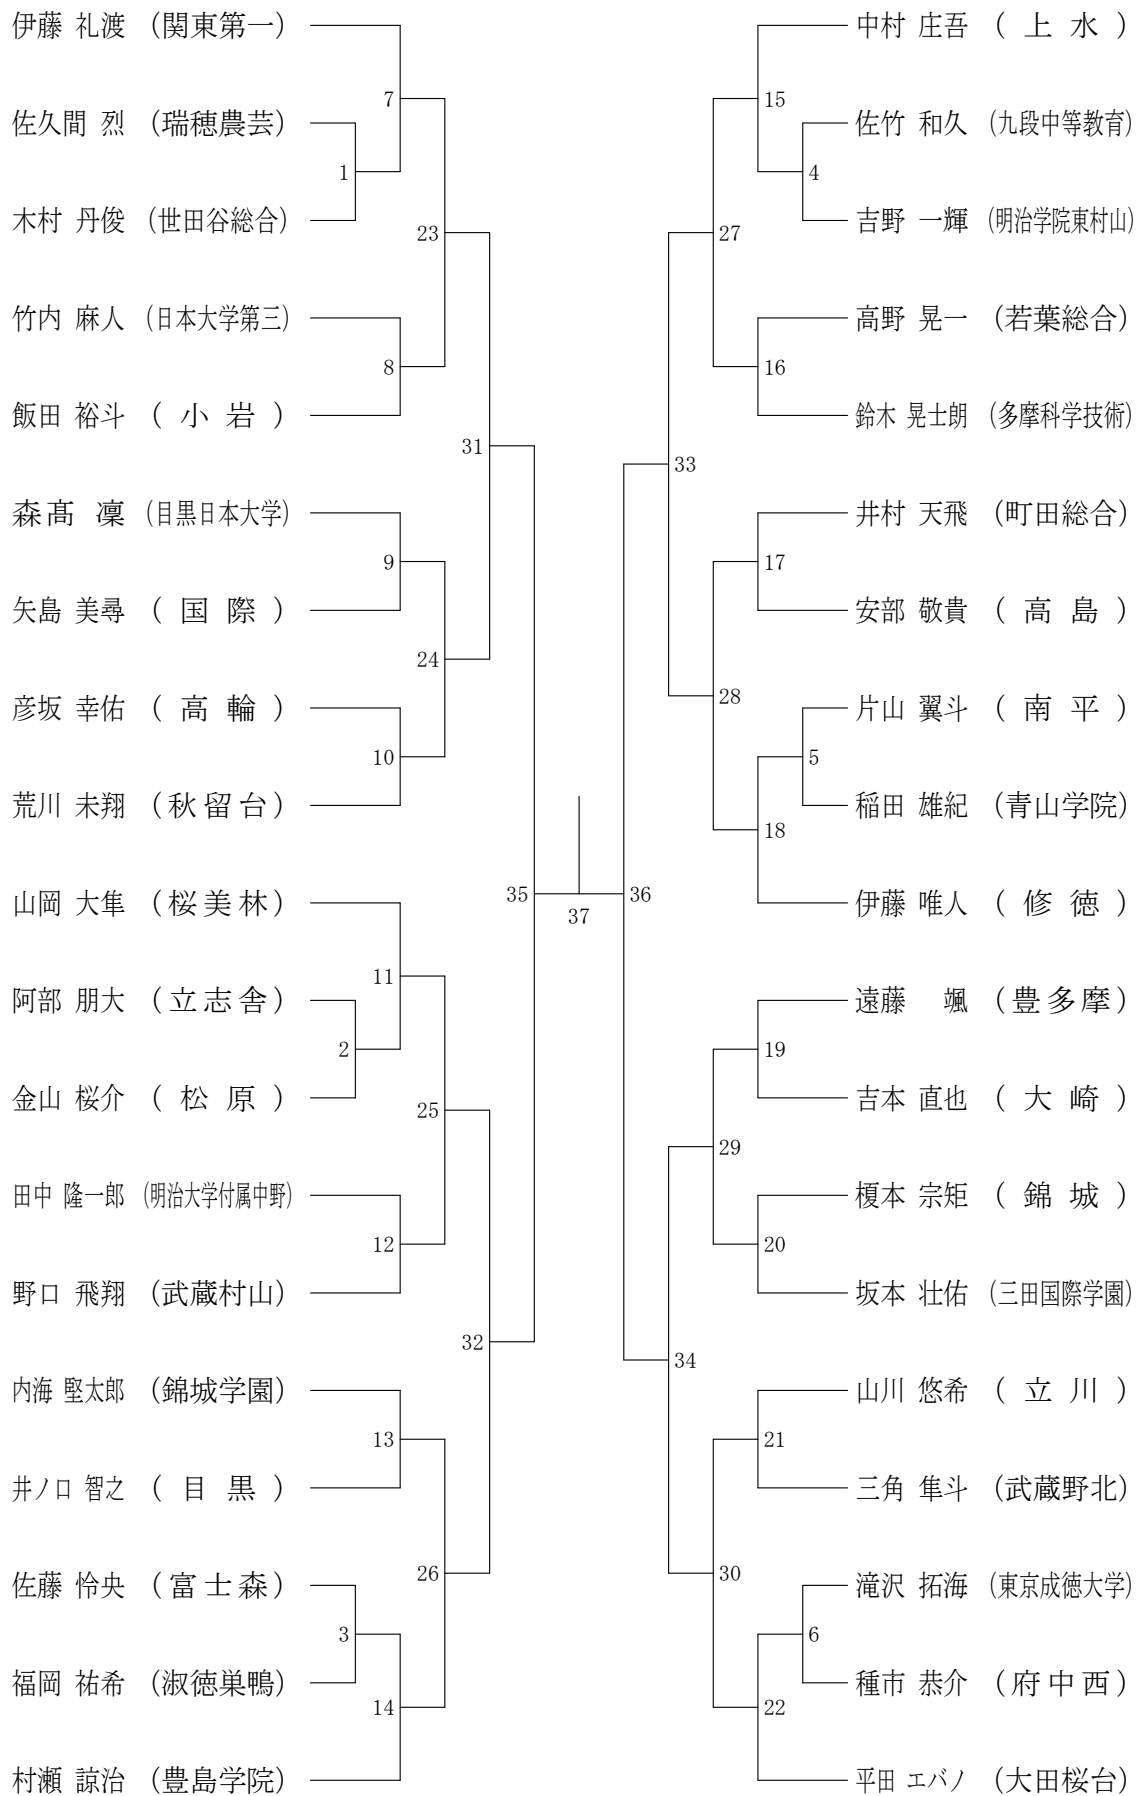 伊藤 礼渡 (関東第一)
佐久間 烈 (瑞穂農芸)
木村 丹俊 (世田谷総合)
竹内 麻人 (日本大学第三)
飯田 裕斗 ( 小 岩 )
森髙 凜 (目黒日本大学)
矢島 美尋 ( 国 際 )
彦坂 幸佑 ( 高 輪 )
荒川 未翔 (秋留台)
山岡 大隼 (桜美林)
阿部 朋大 (立志舎)
金山 桜介 ( 松 原 )
田中 隆一郎 (明治大学付属中野)
野口 飛翔 (武蔵村山)
内海 堅太郎 (錦城学園)
井ノ口 智之 ( 目 黒 )
佐藤 怜央 (富士森)
福岡 祐希 (淑徳巣鴨)
村瀬 諒治 (豊島学院)
1
2
3
7
8
9
10
11
12
13
14
23
24
25
26
31
32
35
37
36
33
34
27
28
29
30
15
16
17
18
19
20
21
22
4
5
6
中村 庄吾 ( 上 水 )
佐竹 和久 (九段中等教育)
吉野 一輝 (明治学院東村山)
高野 晃一 (若葉総合)
鈴木 晃士朗 (多摩科学技術)
井村 天飛 (町田総合)
安部 敬貴 ( 高 島 )
片山 翼斗 ( 南 平 )
稲田 雄紀 (青山学院)
伊藤 唯人 ( 修 徳 )
遠藤 颯 (豊多摩)
吉本 直也 ( 大 崎 )
榎本 宗矩 ( 錦 城 )
坂本 壮佑 (三田国際学園)
山川 悠希 ( 立 川 )
三角 隼斗 (武蔵野北)
滝沢 拓海 (東京成徳大学)
種市 恭介 (府中西)
平田 エバノ (大田桜台)